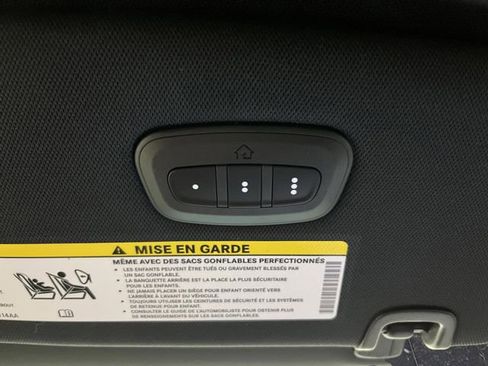 MISE EN GARDE
MÊME AVEC DES SACS GONFLABLES PERFECTIONNÉS
• LES ENFANTS PEUVENT ÊTRE TUÉS OU GRAVEMENT BLESSÉS PAR
UN SAC GONFLABLE.
• LA BANQUETTE ARRIÈRE EST LA PLACE LA PLUS SÉCURITAIRE
POUR LES ENFANTS.
• NE JAMAIS PLACER UN SIÈGE POUR ENFANT ORIENTÉ VERS
L'ARRIÈRE À L'AVANT DU VÉHICULE.
• TOUJOURS UTILISER LES CEINTURES DE SÉCURITÉ ET LES SYSTÈMES
DE RETENUE POUR ENFANT.
• CONSULTER LE GUIDE DE L'AUTOMOBILISTE POUR OBTENIR PLUS
DE RENSEIGNEMENTS SUR LES SACS GONFLABLES.
14AA